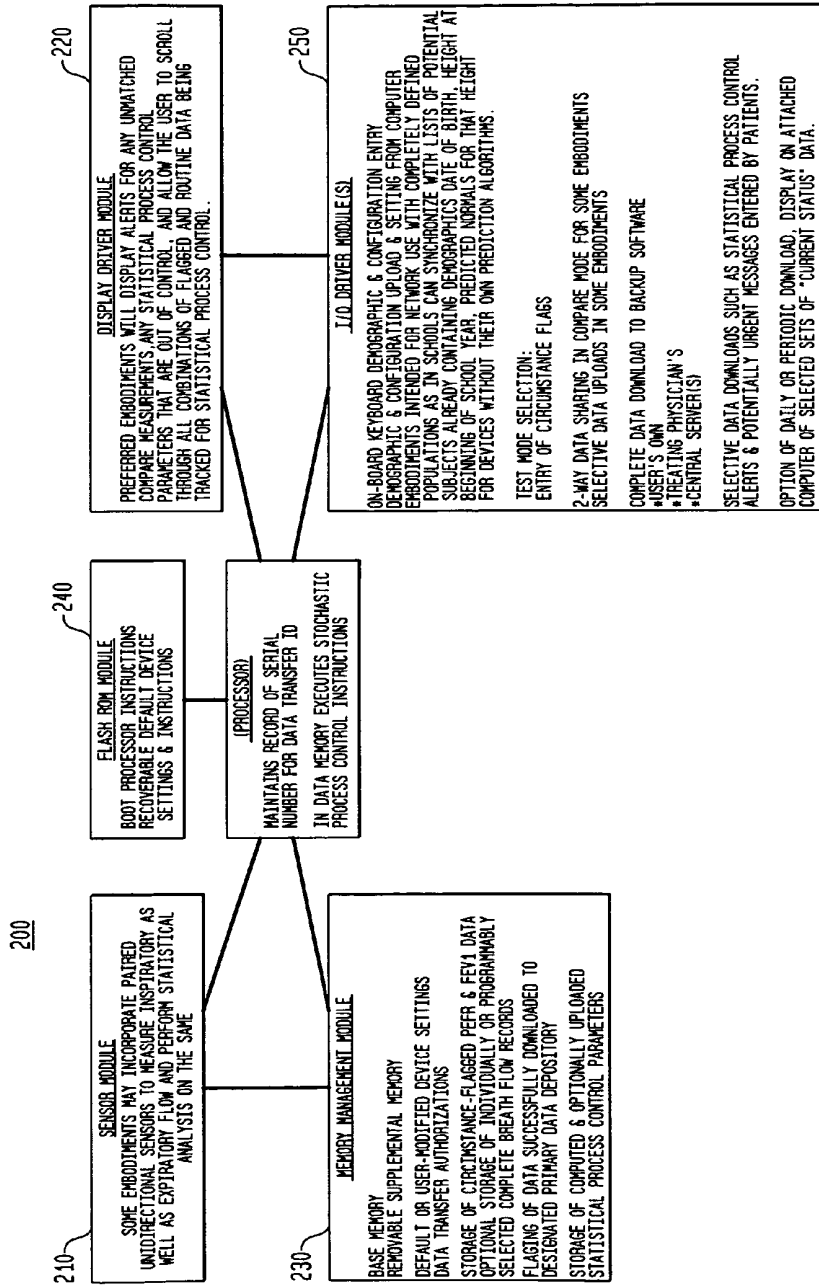 200
210
SENSOR MODULE
SOME EMBODIMENTS MAY INCORPORATE PAIRED
UNIDIRECTIONAL SENSORS TO MEASURE INSPIRATORY AS
WELL AS EXPIRATORY FLOW AND PERFORM STATISTICAL
ANALYSIS ON THE SAME
240
FLASH ROM MODULE
BOOT PROCESSOR INSTRUCTIONS
RECOVERABLE DEFAULT DEVICE
SETTINGS & INSTRUCTIONS
220
DISPLAY DRIVER MODULE
PREFERRED EMBODIMENTS WILL DISPLAY ALERTS FOR ANY UNMATCHED
COMPARE MEASUREMENTS,ANY STATISTICAL PROCESS CONTROL
PARAMETERS THAT ARE OUT OF CONTROL, AND ALLOW THE USER TO SCROLL
THROUGH ALL COMBINATIONS OF FLAGGED AND ROUTINE DATA BEING
TRACKED FOR STATISTICAL PROCESS CONTROL.
(PROCESSOR)
MAINTAINS RECORD OF SERIAL
NUMBER FOR DATA TRANSFER ID
IN DATA MEMORY EXECUTES STOCHASTIC
PROCESS CONTROL INSTRUCTIONS
230
MEMORY MANAGEMENT MODULE
BASE MEMORY
REMOVABLE SUPPLEMENTAL MEMORY
DEFAULT OR USER-MODIFIED DEVICE SETTINGS
DATA TRANSFER AUTHORIZATIONS
STORAGE OF CIRCIMSTANCE-FLAGGED PEFR & FEV1 DATA
OPTIONAL STORAGE OF INDIVIDUALLY OR PROGRAMMABLY
SELECTED COMPLETE BREATH FLOW RECORDS
FLAGING OF DATA SUCCESSFULLY DOWNLOADED TO
DESIGNATED PRIMARY DATA DEPOSITORY
STORAGE OF COMPUTED & OPTIONALLY UPLOADED
STATISTICAL PROCESS CONTROL PARAMETERS
250
I/O DRIVER MODULE(S)
ON-BOARD KEYBOARD DEMOGRAPHIC & CONFIGURATION ENTRY
DEMOGRAPHIC & CONFIGURATION UPLOAD & SETTING FROM COMPUTER
EMBODIMENTS INTENDED FOR NETWORK USE WITH COMPLETELY DEFINED
POPULATIONS AS IN SCHOOLS CAN SYNCHRONIZE WITH LISTS OF POTENTIAL
SUBJECTS ALREADY CONTAINING DEMOGRAPHICS DATE OF BIRTH, HEIGHT AT
BEGINNING OF SCHOOL YEAR, PREDICTED NORMALS FOR THAT HEIGHT
FOR DEVICES WITHOUT THEIR OWN PREDICTION ALGORITHMS.
TEST MODE SELECTION:
ENTRY OF CIRCUMSTANCE FLAGS
2-WAY DATA SHARING IN COMPARE MODE FOR SOME EMBODIMENTS
SELECTIVE DATA UPLOADS IN SOME EMBODIMENTS
COMPLETE DATA DOWNLOAD TO BACKUP SOFTWARE
*USER'S OWN
*TREATING PHYSICIAN'S
*CENTRAL SERVER(S)
SELECTIVE DATA DOWNLOADS SUCH AS STATISTICAL PROCESS CONTROL
ALERTS & POTENTIALLY URGENT MESSAGES ENTERED BY PATIENTS.
OPTION OF DAILY OR PERIODIC DOWNLOAD, DISPLAY ON ATTACHED
COMPUTER OF SELECTED SETS OF "CURRENT STATUS" DATA.